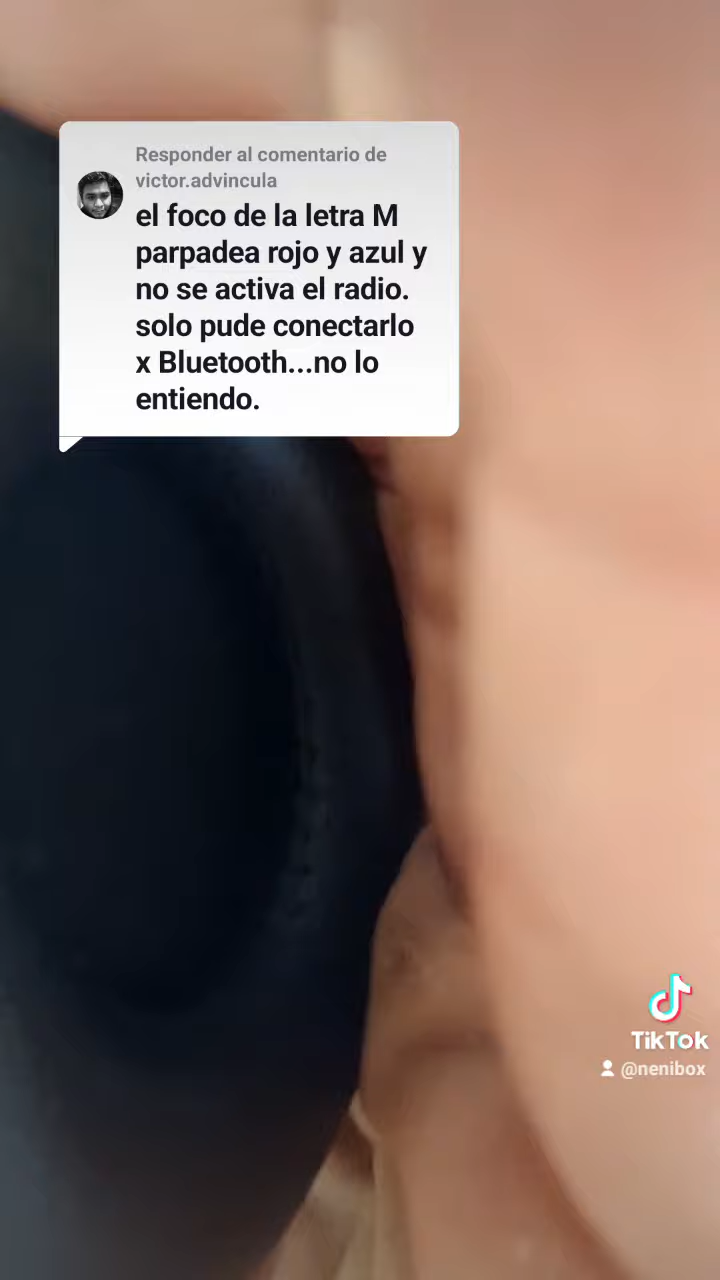 Responder al comentario de
victor.advincula
el foco de la letra M
parpadea rojo y azul y
no se activa el radio.
solo pude conectarlo
x Bluetooth...no lo
entiendo.
TikTok
@nenibox